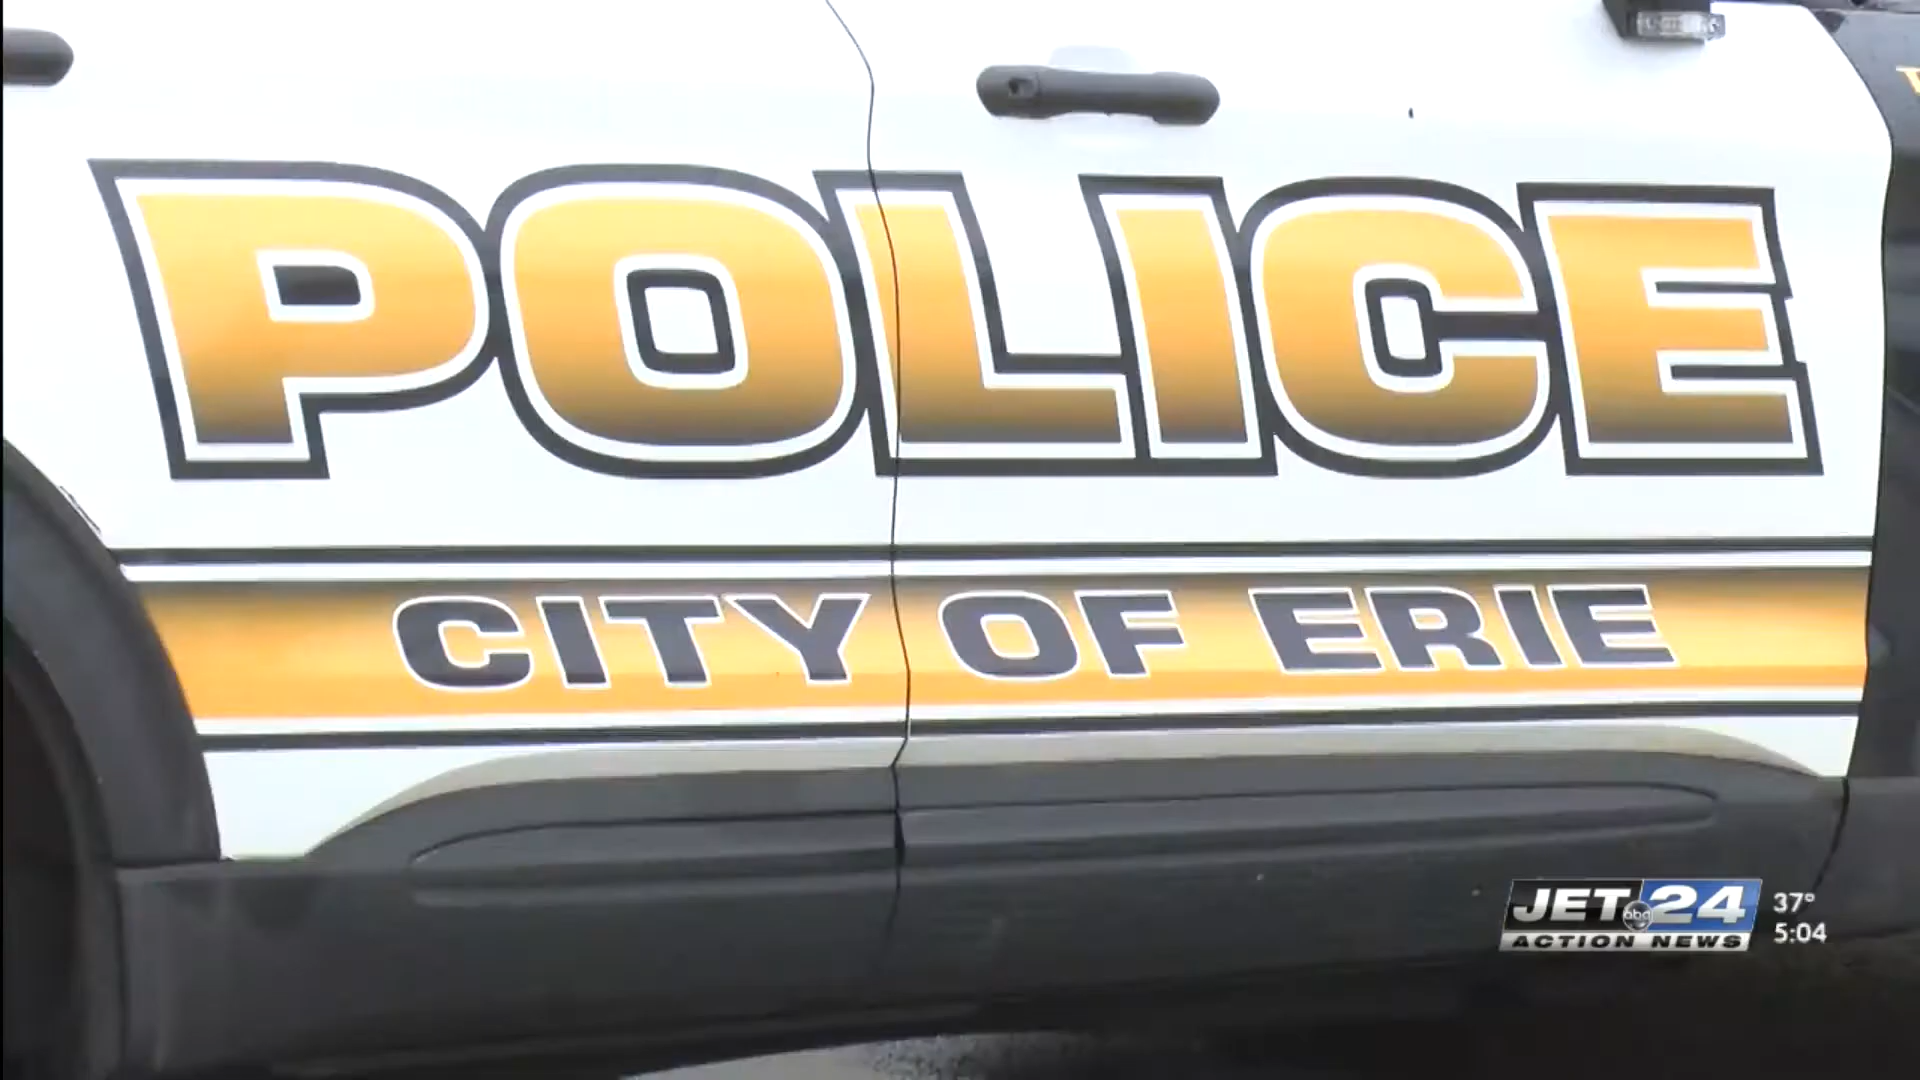 POLICE
CITY OF ERIE
JET abc 24
ACTION NEWS
37°
5:04